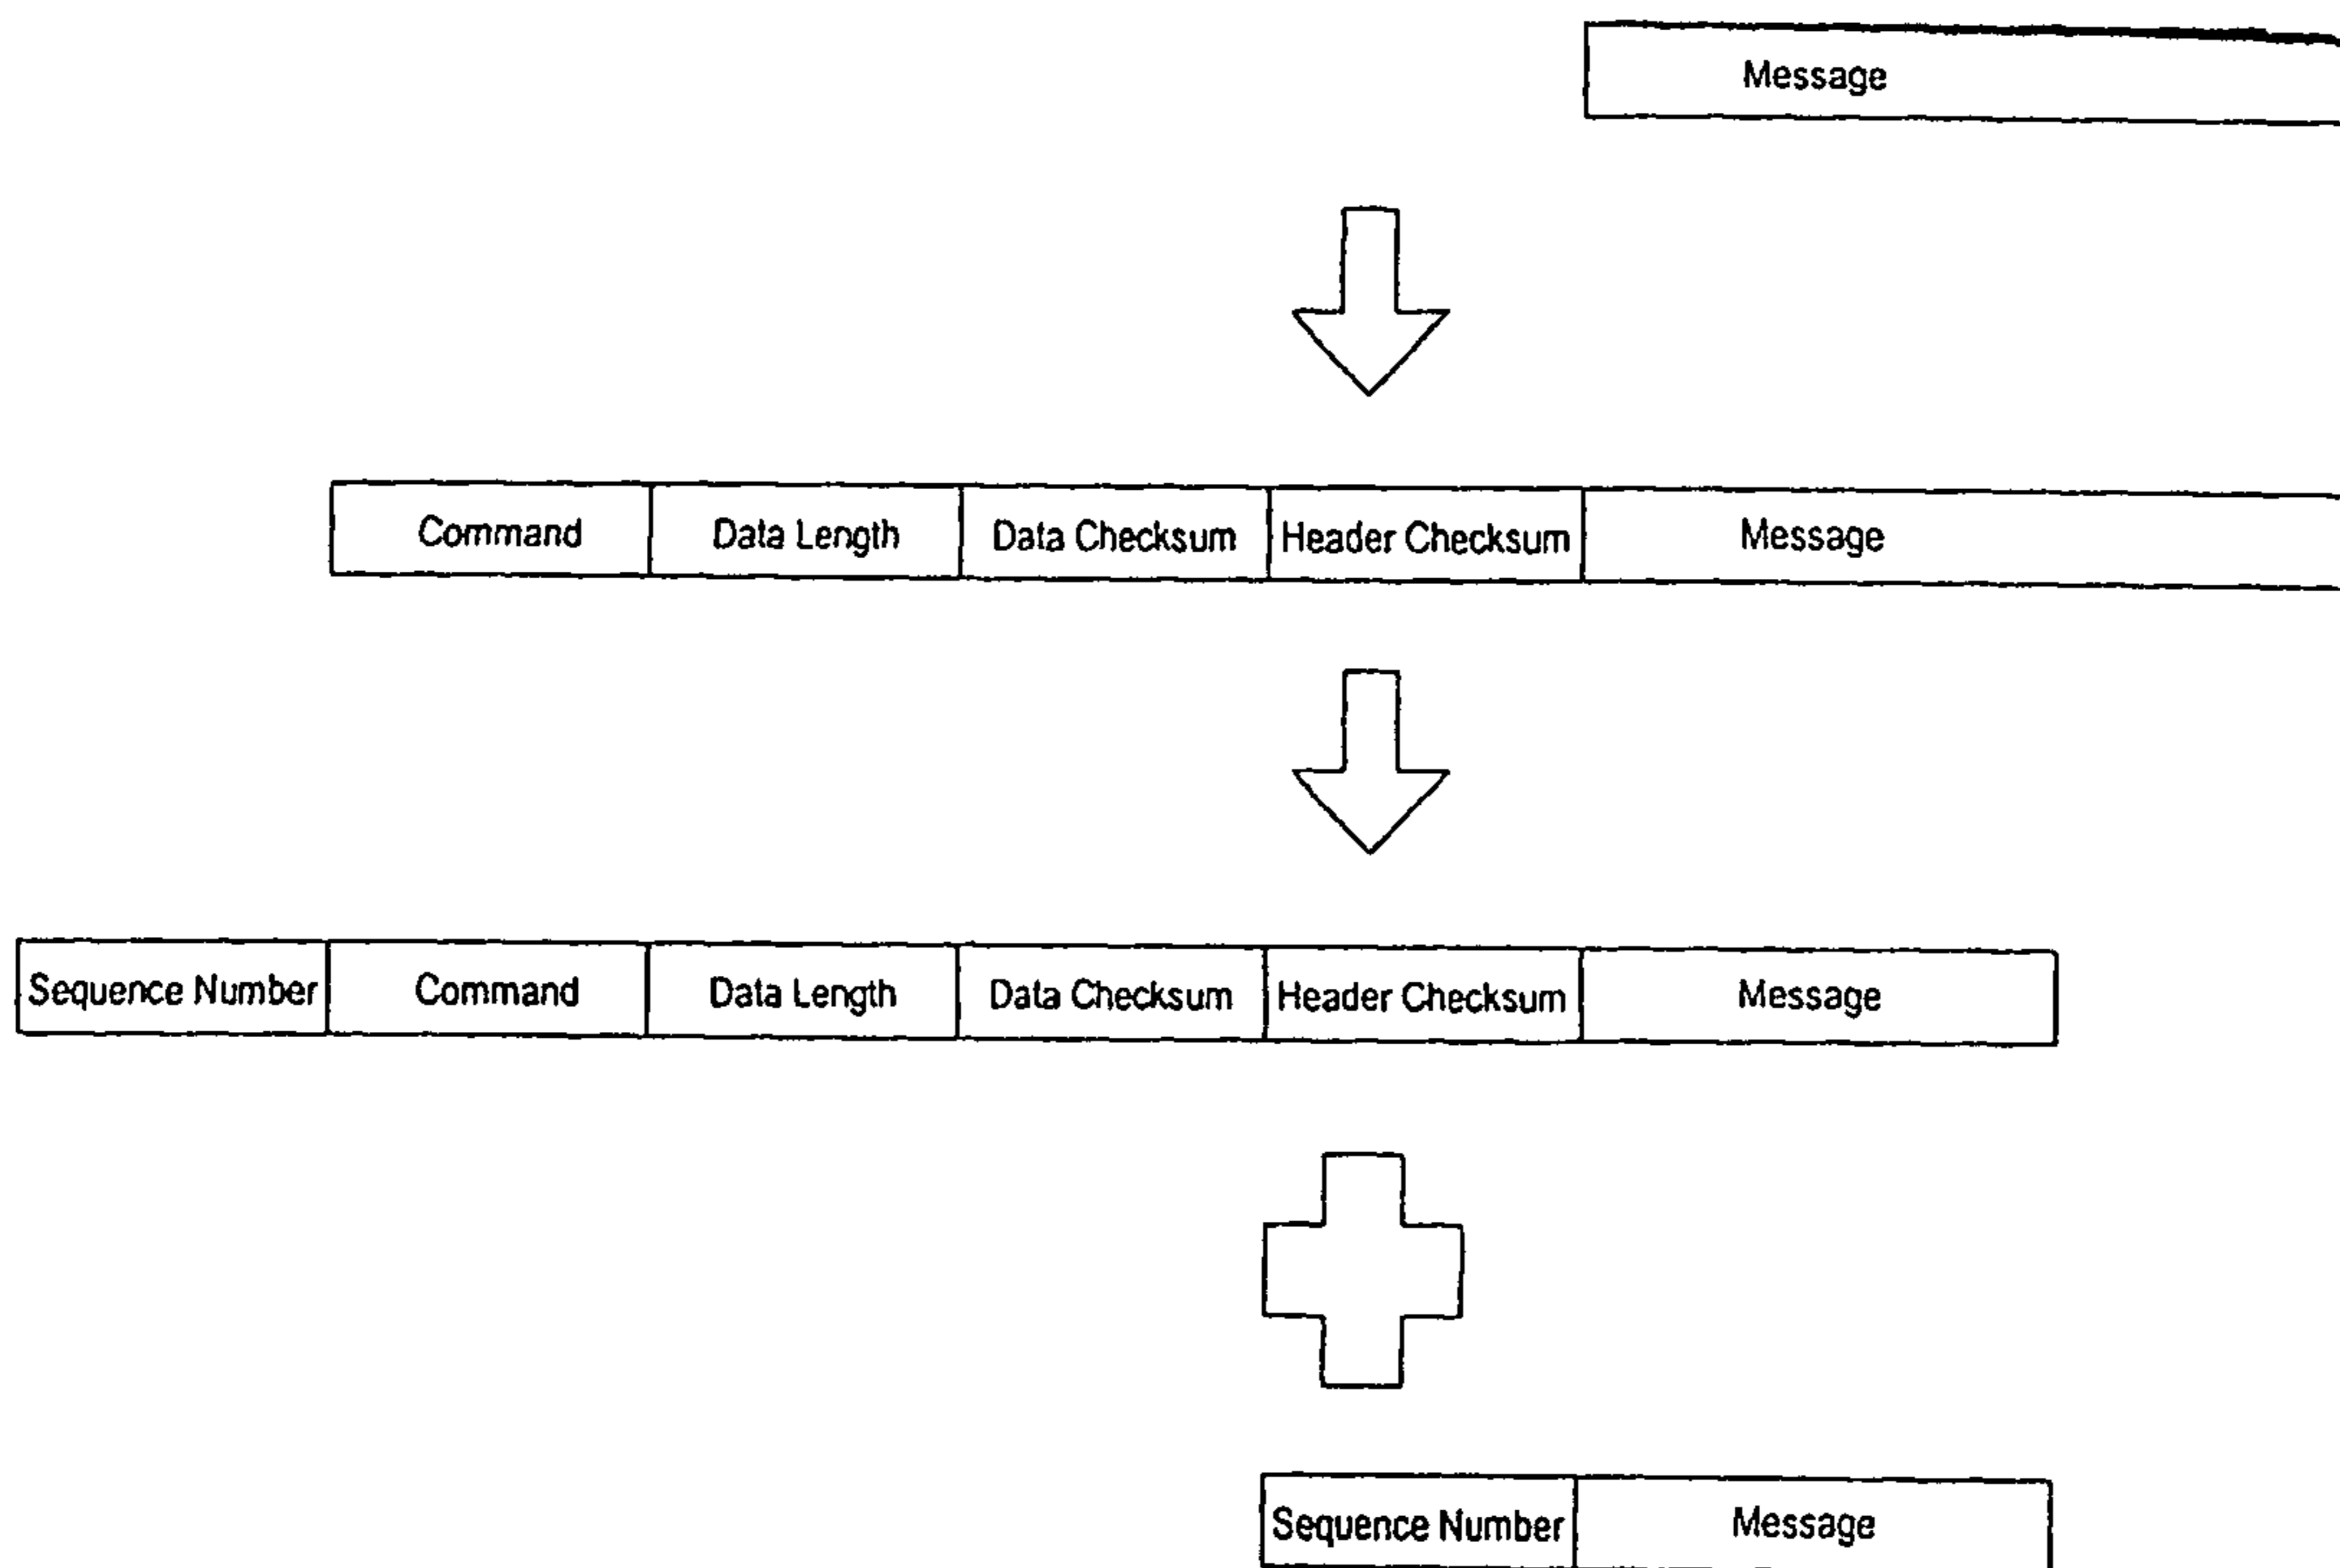 Message
Command Data Length Data Checksum Header Checksum Message
Sequence Number Command Data Length Data Checksum Header Checksum Message
Sequence Number Message